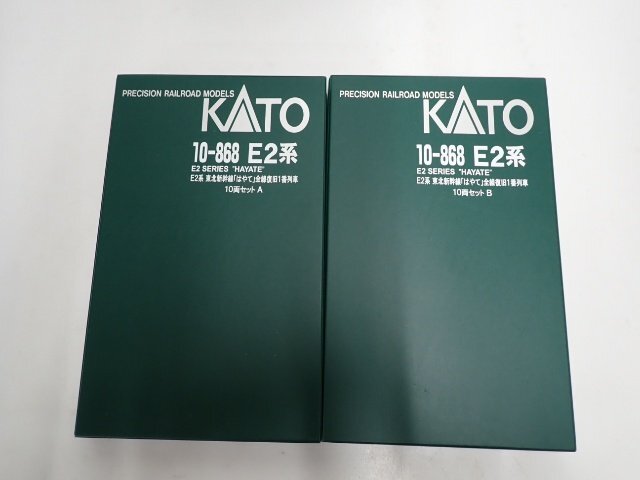 PRECISION RAILROAD MODELS
KATO
10-868 E2系
E2 SERIES "HAYATE"
E2系 東北新幹線「はやて」全線復旧1番列車
10両セット A
PRECISION RAILROAD MODELS
KATO
10-868 E2系
E2 SERIES "HAYATE"
E2系 東北新幹線「はやて」全線復旧1番列車
10両セット B